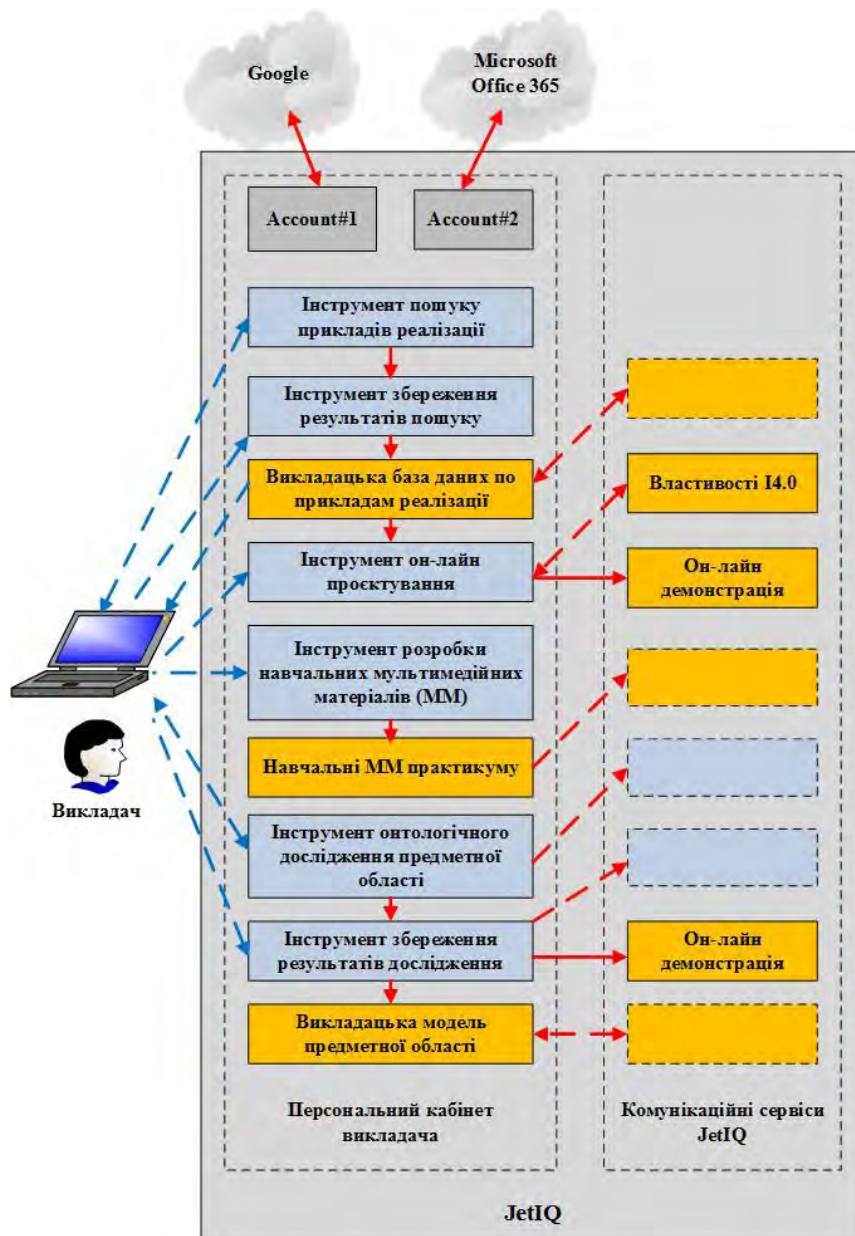 Google
Microsoft
Office 365
Account#1
Account#2
Інструмент пошуку
прикладів реалізації
Інструмент збереження
результатів пошуку
Викладацька база даних по
прикладам реалізації
Властивості І4.0
Інструмент он-лайн
проєктування
Он-лайн
демонстрація
Інструмент розробки
навчальних мультимедійних
матеріалів (ММ)
Навчальні ММ практикуму
Викладач
Інструмент онтологічного
дослідження предметної
області
Інструмент збереження
результатів дослідження
Он-лайн
демонстрація
Викладацька модель
предметної області
Персональний кабінет
викладача
Комунікаційні сервіси
JetIQ
JetIQ